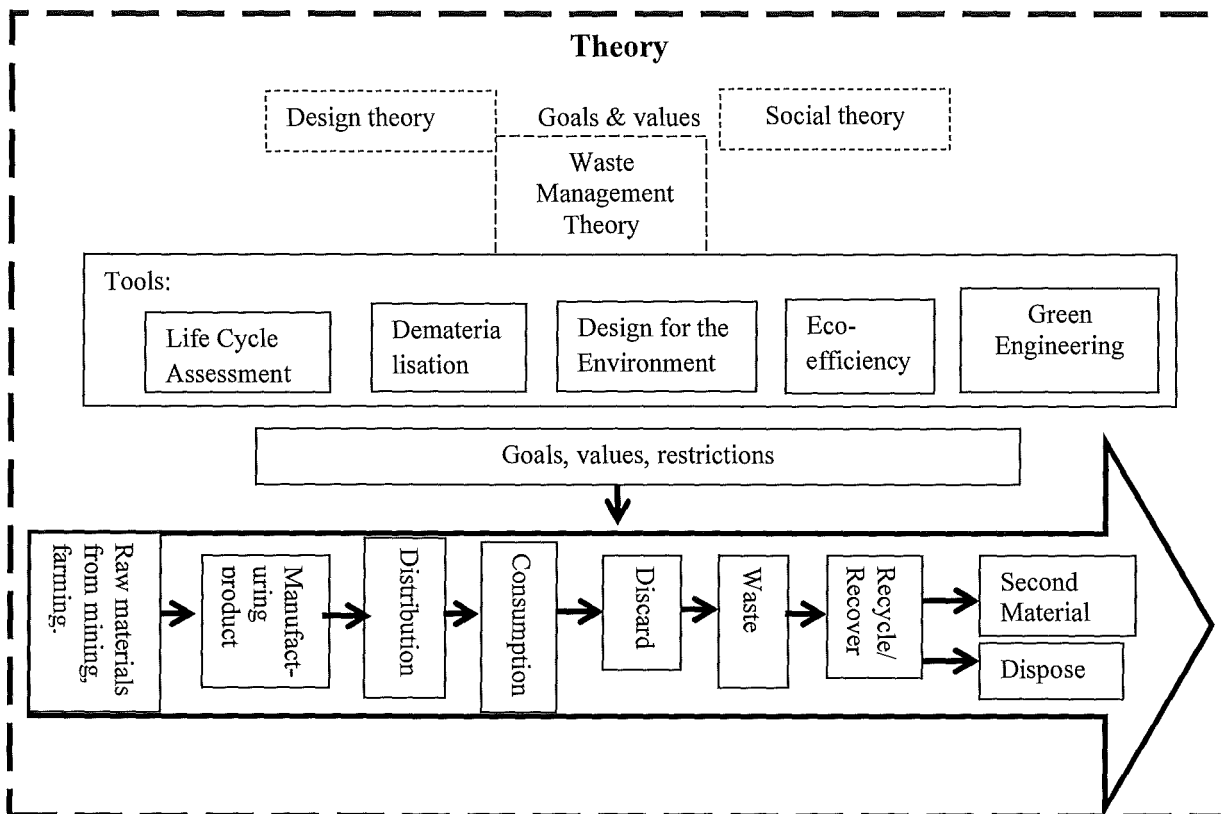 Theory
Design theory
Goals & values
Social theory
Waste
Management
Theory
Tools:
Life Cycle
Assessment
Demateria
lisation
Design for the
Environment
Eco-
efficiency
Green
Engineering
Goals, values, restrictions
Raw materials
from mining,
farming.
Manufact-
uring
product
Distribution
Consumption
Discard
Waste
Recycle/
Recover
Second
Material
Dispose